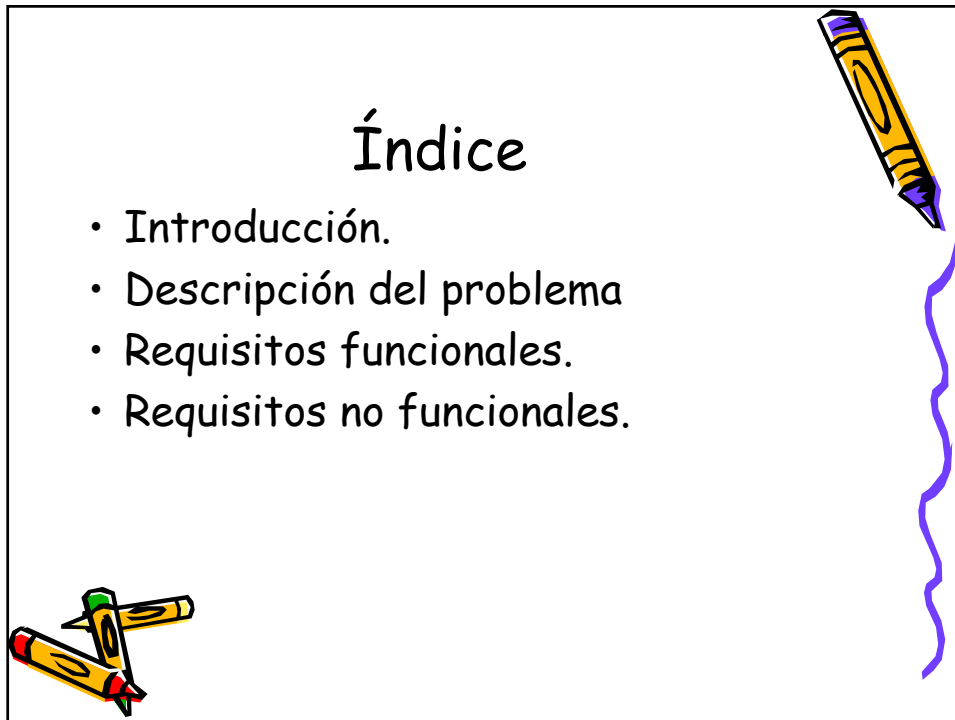 Índice
• Introducción.
• Descripción del problema
• Requisitos funcionales.
• Requisitos no funcionales.